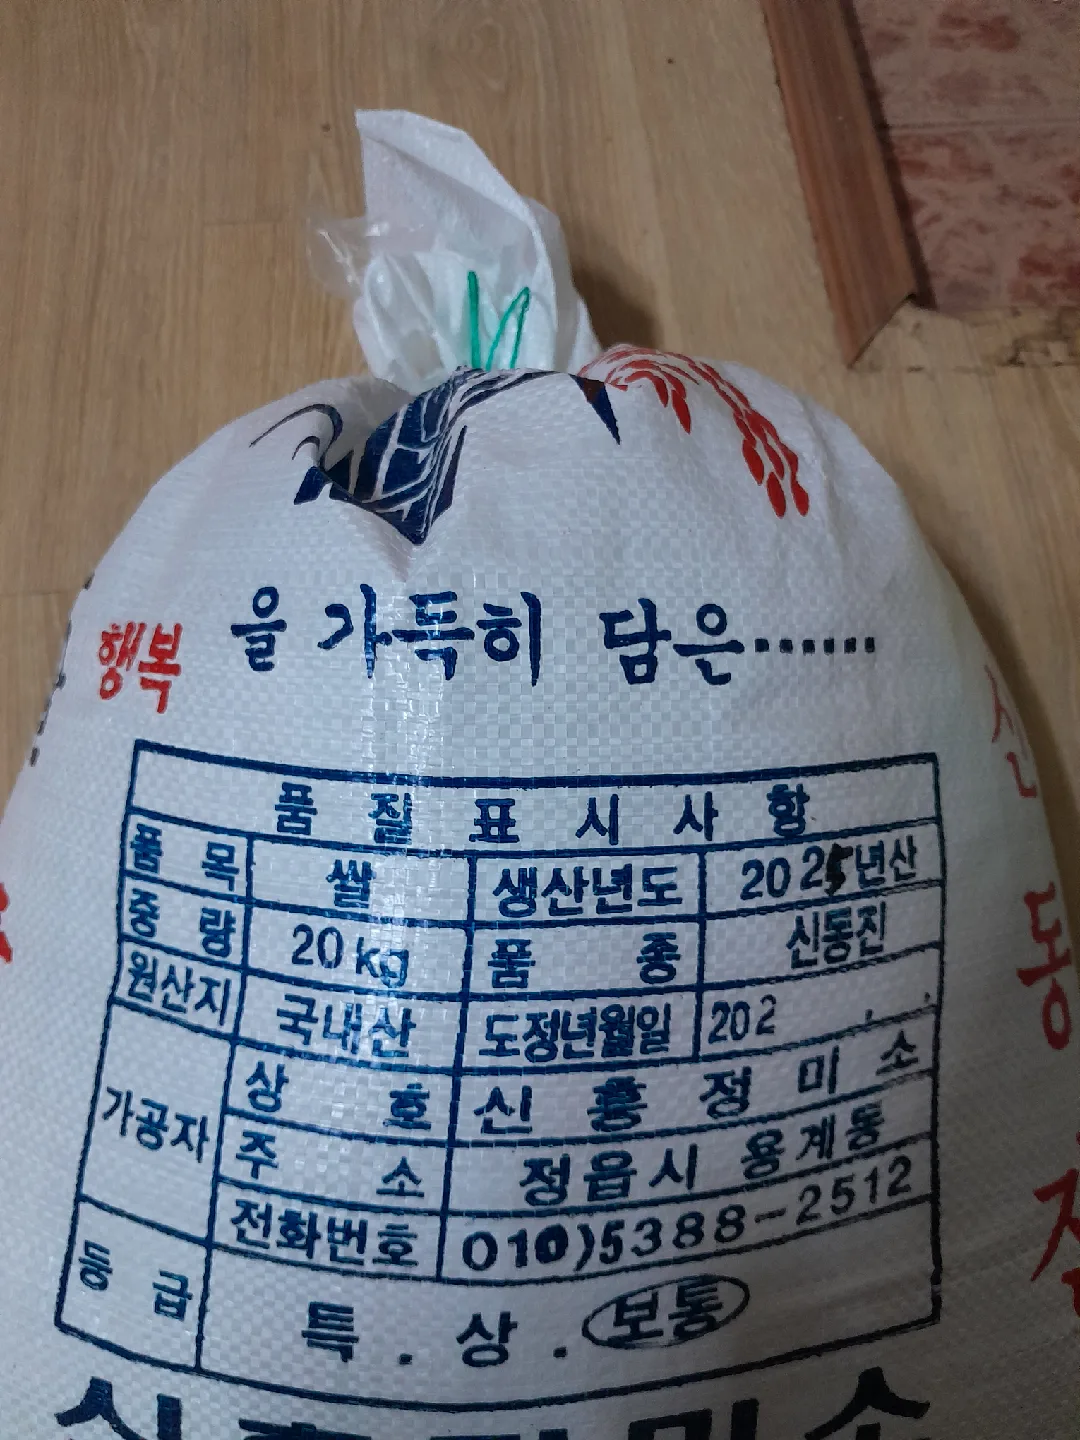 행복을 가득히 담은······
품질표시사항
품목 쌀 생산년도 2025년산
중량 20kg 품종 신동진
원산지 국내산 도정년월일 202 . .
가공자 상호 신흥정미소
주소 정읍시 용계동
전화번호 010)5388-2512
등급 특.상.보통
신동진